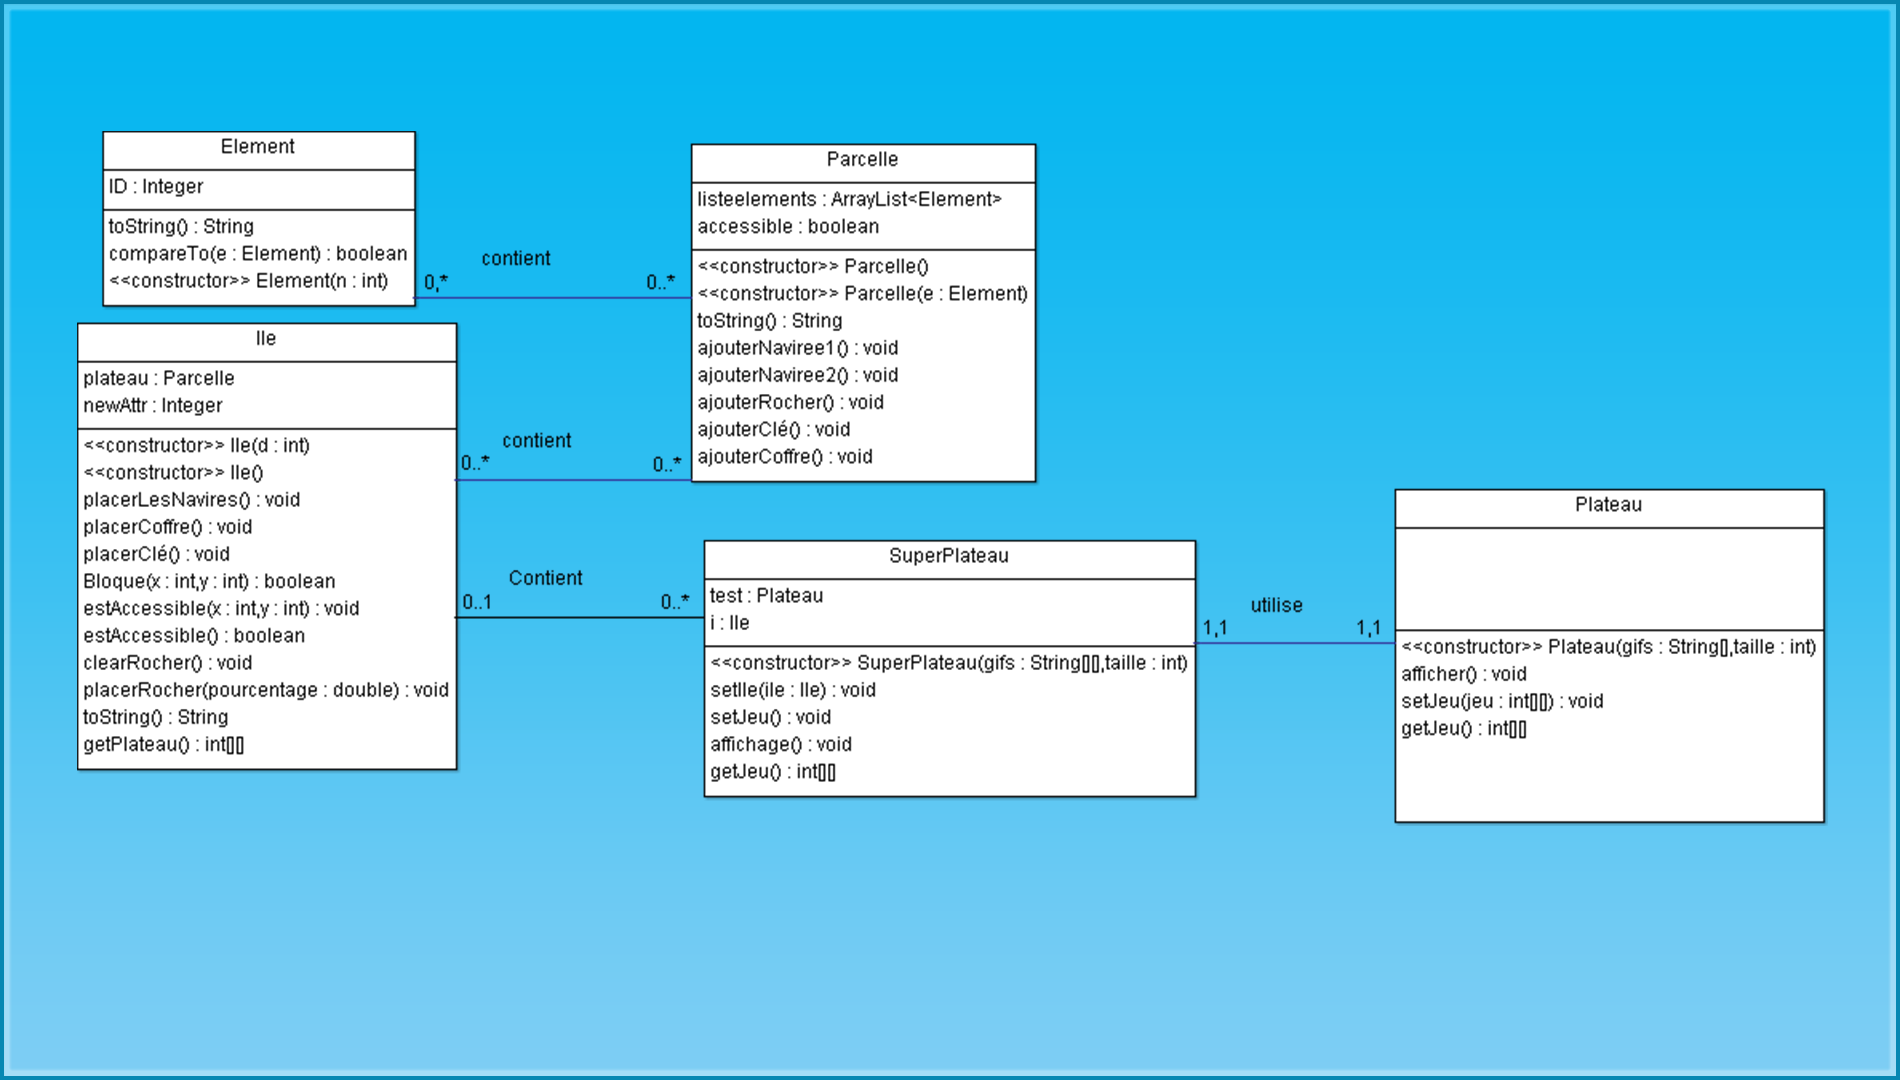 Element
ID : Integer
toString() : String
compareTo(e : Element) : boolean
<<constructor>> Element(n : int)
contient
0,*
0..*
Parcelle
listeelements : ArrayList<Element>
accessible : boolean
<<constructor>> Parcelle()
<<constructor>> Parcelle(e : Element)
toString() : String
ajouterNaviree1() : void
ajouterNaviree2() : void
ajouterRocher() : void
ajouterClé() : void
ajouterCoffre() : void
Ile
plateau : Parcelle
newAttr : Integer
<<constructor>> Ile(d : int)
<<constructor>> Ile()
placerLesNavires() : void
placerCoffre() : void
placerClé() : void
Bloque(x : int,y : int) : boolean
estAccessible(x : int,y : int) : void
estAccessible() : boolean
clearRocher() : void
placerRocher(pourcentage : double) : void
toString() : String
getPlateau() : int[][]
contient
0..*
0..*
Contient
0..1
0..*
SuperPlateau
test : Plateau
i : Ile
<<constructor>> SuperPlateau(gifs : String[][],taille : int)
setIle(ile : Ile) : void
setJeu() : void
affichage() : void
getJeu() : int[][]
utilise
1,1
1,1
Plateau
<<constructor>> Plateau(gifs : String[],taille : int)
afficher() : void
setJeu(jeu : int[][]) : void
getJeu() : int[][]